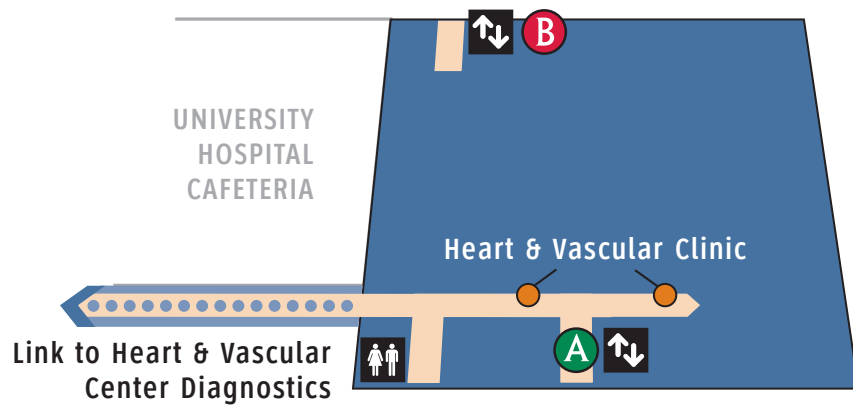 B
UNIVERSITY
HOSPITAL
CAFETERIA
Heart & Vascular Clinic
Link to Heart & Vascular
Center Diagnostics
A